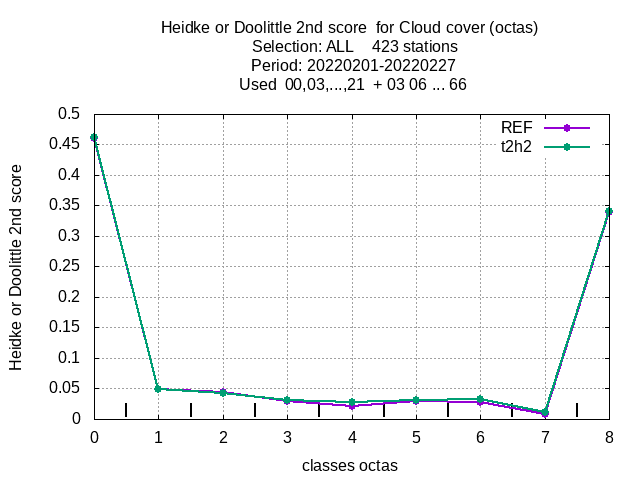 Heidke or Doolittle 2nd score  for Cloud cover (octas)
Selection: ALL    423 stations
Period: 20220201-20220227
Used  00,03,...,21  + 03 06 ... 66
REF
t2h2
Heidke or Doolittle 2nd score
0.5
0.45
0.4
0.35
0.3
0.25
0.2
0.15
0.1
0.05
0
0 1 2 3 4 5 6 7 8
classes octas